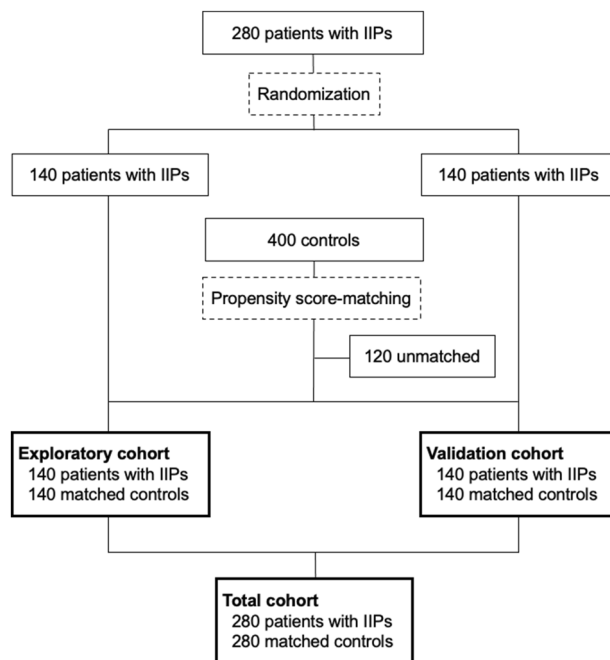 280 patients with IIPs
Randomization
140 patients with IIPs
140 patients with IIPs
400 controls
Propensity score-matching
120 unmatched
Exploratory cohort
140 patients with IIPs
140 matched controls
Validation cohort
140 patients with IIPs
140 matched controls
Total cohort
280 patients with IIPs
280 matched controls